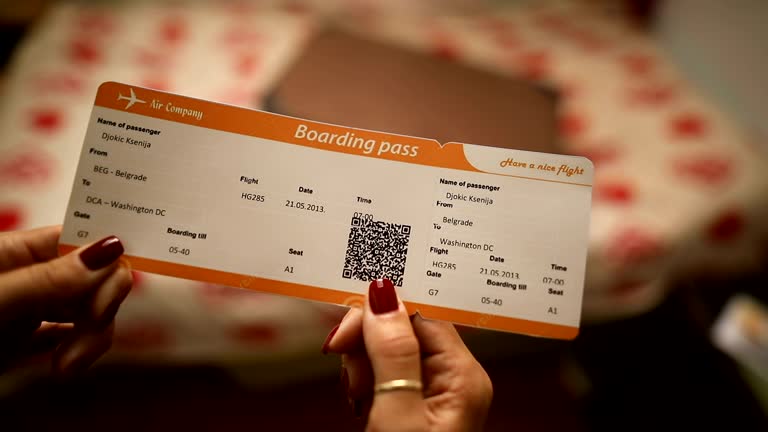 Air Company
Boarding pass
Have a nice flight
Name of passenger
Djokic Ksenija
From
BEG - Belgrade
To
DCA – Washington DC
Gate
G7
Boarding till
05-40
Flight
HG285
Date
21.05.2013.
Time
07-00
Seat
A1
Name of passenger
Djokic Ksenija
From
Belgrade
To
Washington DC
Flight
HG285
Date
21.05.2013.
Time
07-00
Gate
G7
Boarding till
05-40
Seat
A1